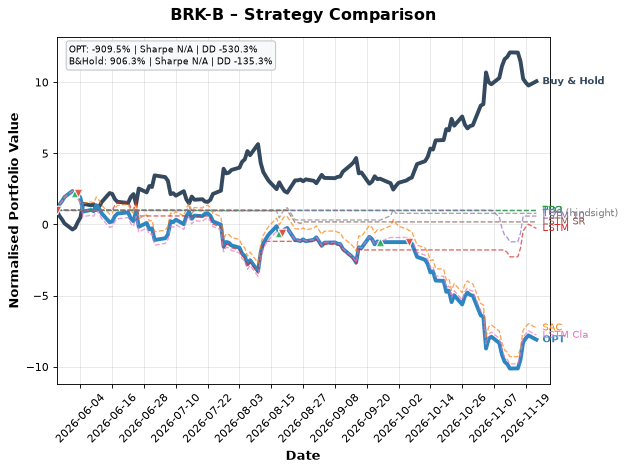 BRK-B – Strategy Comparison
OPT: -909.5% | Sharpe N/A | DD -530.3%
B&Hold: 906.3% | Sharpe N/A | DD -135.3%
Normalised Portfolio Value
10
5
0
−5
−10
Buy & Hold
(hindsight)
LSTM SR
LSTM
SAC
LSTM Cla
OPT
2026-06-04
2026-06-16
2026-06-28
2026-07-10
2026-07-22
2026-08-03
2026-08-15
2026-08-27
2026-09-08
2026-09-20
2026-10-02
2026-10-14
2026-10-26
2026-11-07
2026-11-19
Date